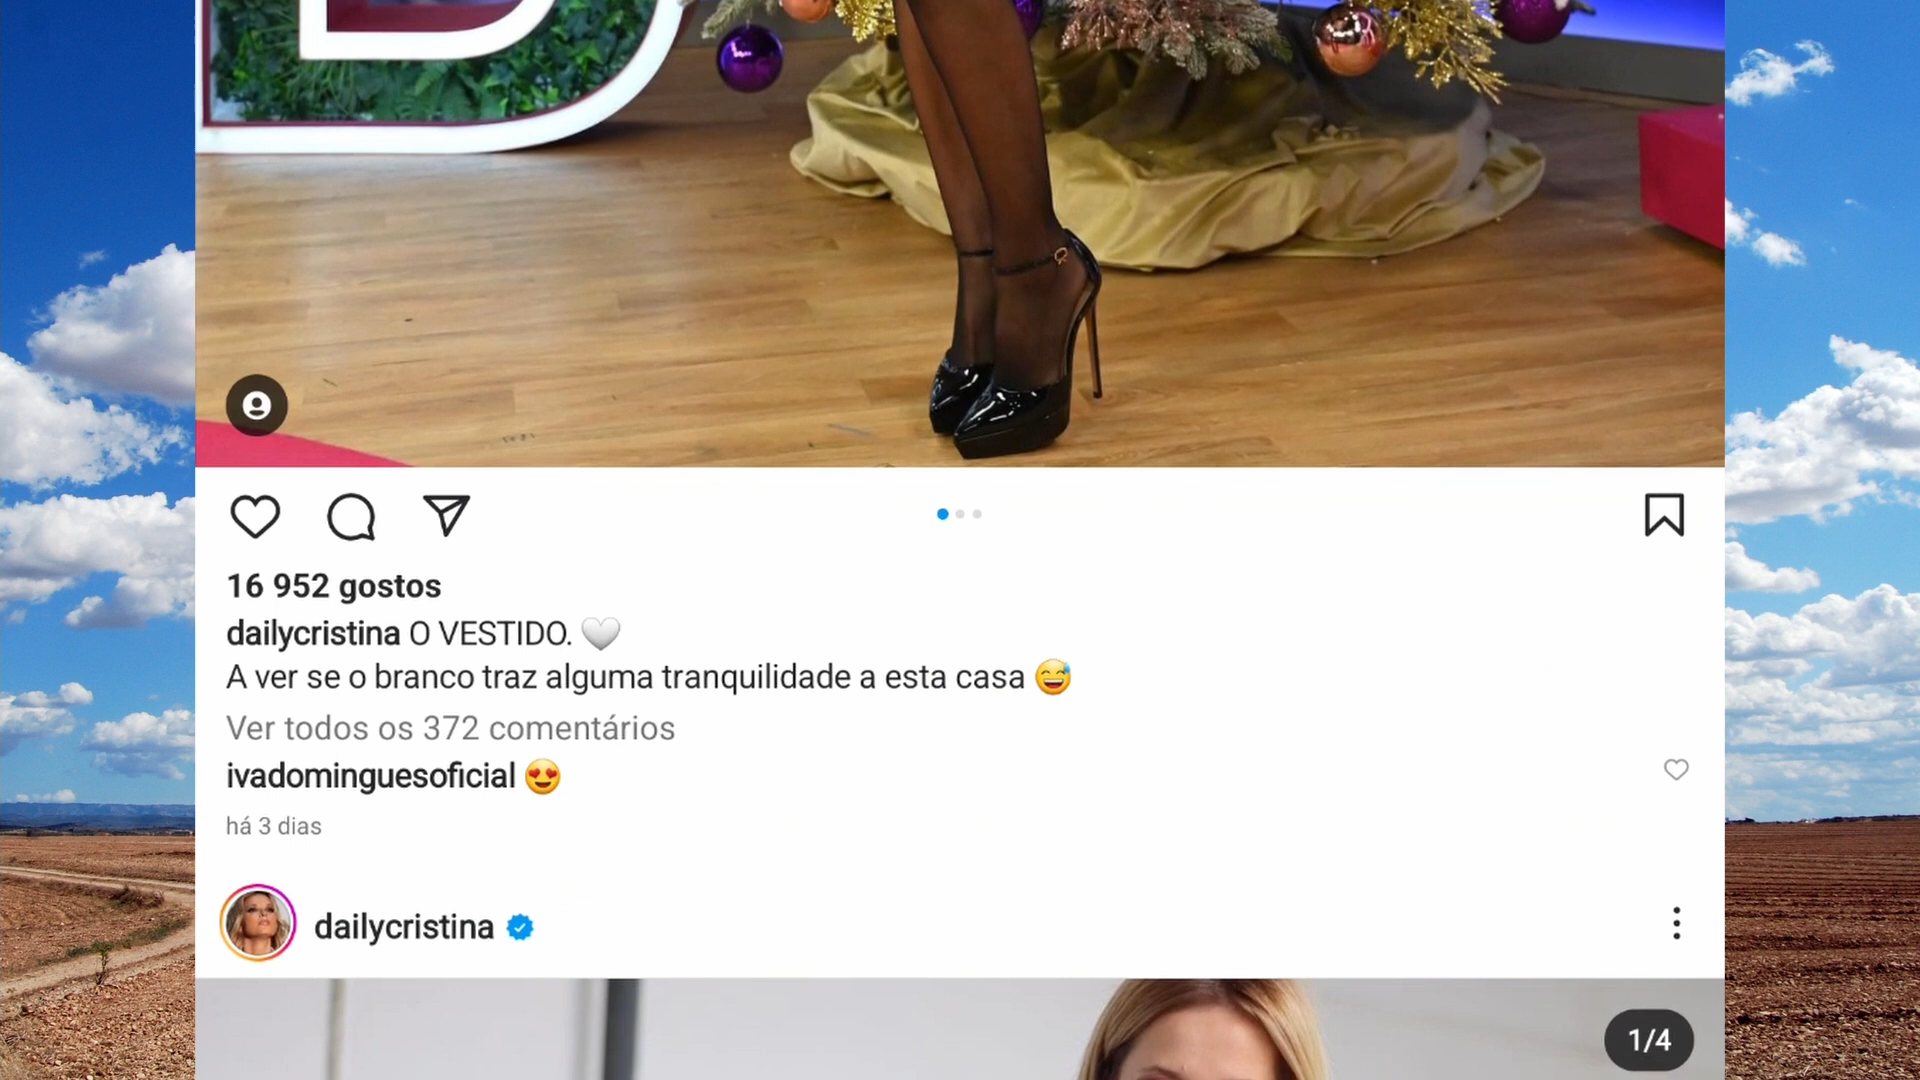 16 952 gostos
dailycristina O VESTIDO. 🤍
A ver se o branco traz alguma tranquilidade a esta casa 😅
Ver todos os 372 comentários
ivadominguesoficial 😍
há 3 dias
dailycristina
1/4